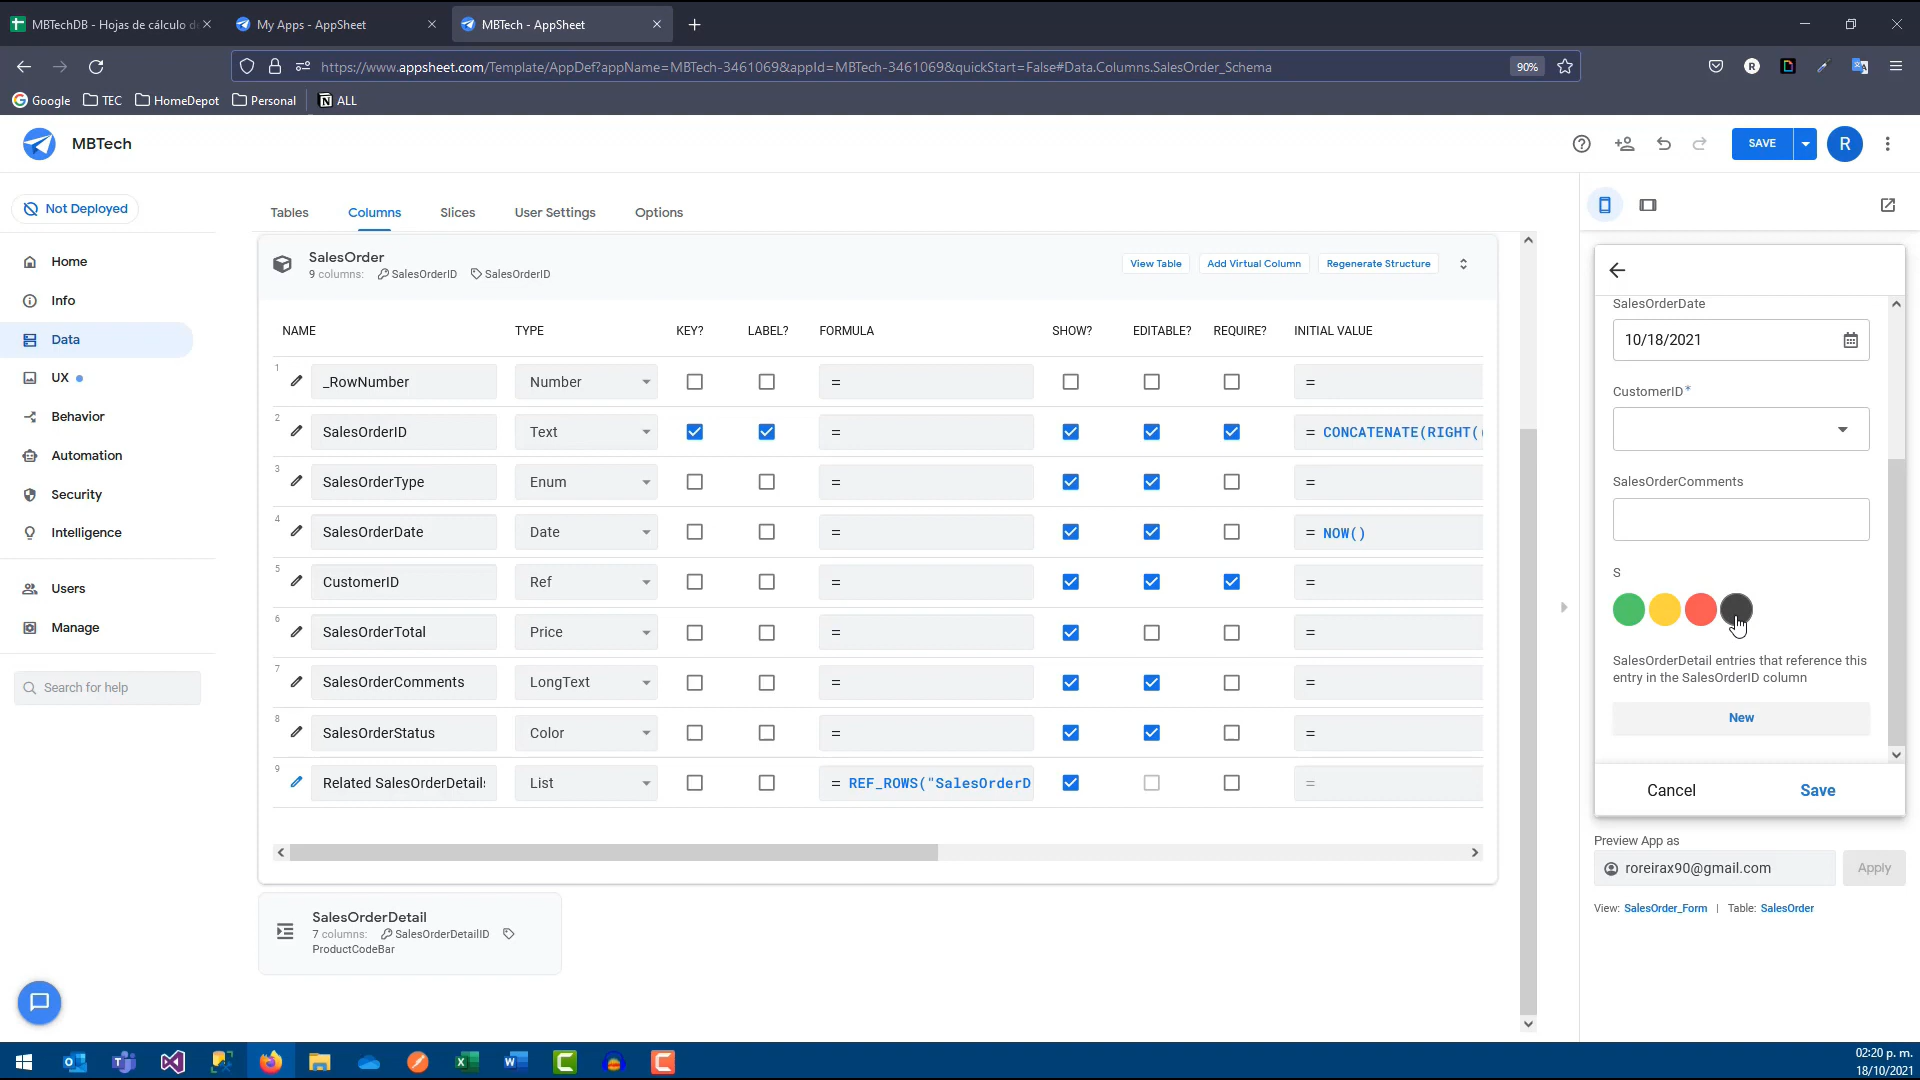 MBTechDB - Hojas de cálculo d
My Apps - AppSheet
MBTech - AppSheet
https://www.appsheet.com/Template/AppDef?appName=MBTech-3461069&appId=MBTech-3461069&quickStart=False#Data.Columns.SalesOrder_Schema
90%
Google
TEC
HomeDepot
Personal
ALL
MBTech
SAVE
R
Not Deployed
Home
Info
Data
UX
Behavior
Automation
Security
Intelligence
Users
Manage
Search for help
Tables
Columns
Slices
User Settings
Options
SalesOrder
9 columns: SalesOrderID SalesOrderID
View Table
Add Virtual Column
Regenerate Structure
NAME TYPE KEY? LABEL? FORMULA SHOW? EDITABLE? REQUIRE? INITIAL VALUE
1 _RowNumber Number = =
2 SalesOrderID Text = = CONCATENATE(RIGHT((
3 SalesOrderType Enum = =
4 SalesOrderDate Date = = NOW()
5 CustomerID Ref = =
6 SalesOrderTotal Price = =
7 SalesOrderComments LongText = =
8 SalesOrderStatus Color = =
9 Related SalesOrderDetails List = REF_ROWS("SalesOrderD =
SalesOrderDetail
7 columns: SalesOrderDetailID
ProductCodeBar
SalesOrderDate
10/18/2021
CustomerID*
SalesOrderComments
S
SalesOrderDetail entries that reference this
entry in the SalesOrderID column
New
Cancel
Save
Preview App as
roreirax90@gmail.com
Apply
View: SalesOrder_Form | Table: SalesOrder
02:20 p. m.
18/10/2021